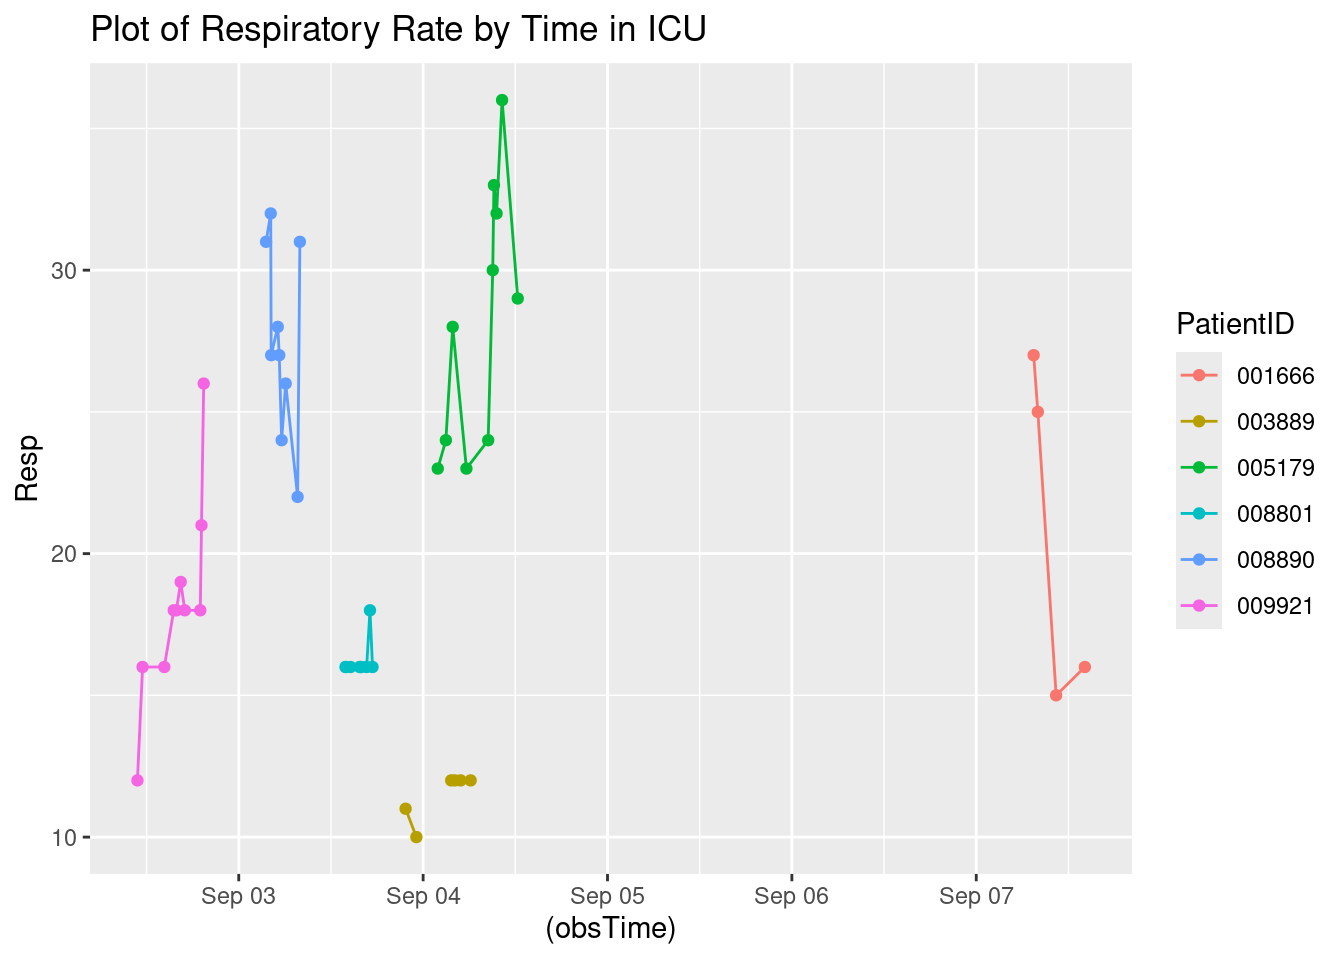 Plot of Respiratory Rate by Time in ICU
Resp
30
20
10
Sep 03
Sep 04
Sep 05
Sep 06
Sep 07
(obsTime)
PatientID
001666
003889
005179
008801
008890
009921